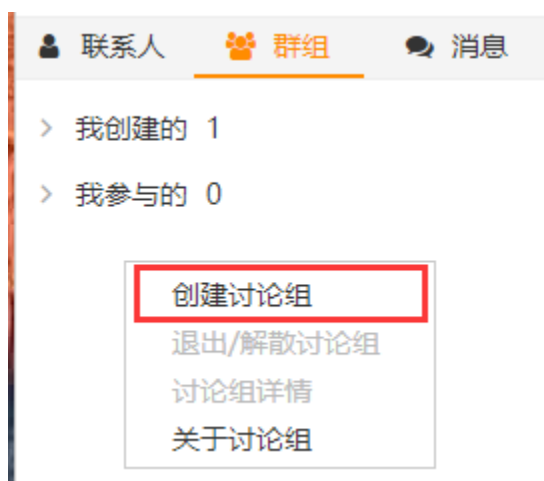 联系人 群组 消息
我创建的 1
我参与的 0
创建讨论组
退出/解散讨论组
讨论组详情
关于讨论组